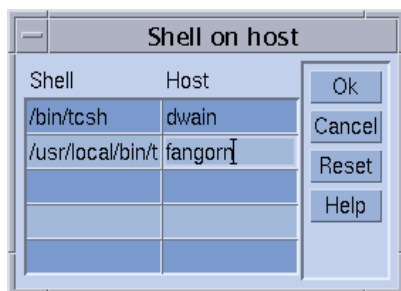 Shell on host
Shell Host
/bin/tcsh dwain
/usr/local/bin/t fangorn
Ok
Cancel
Reset
Help